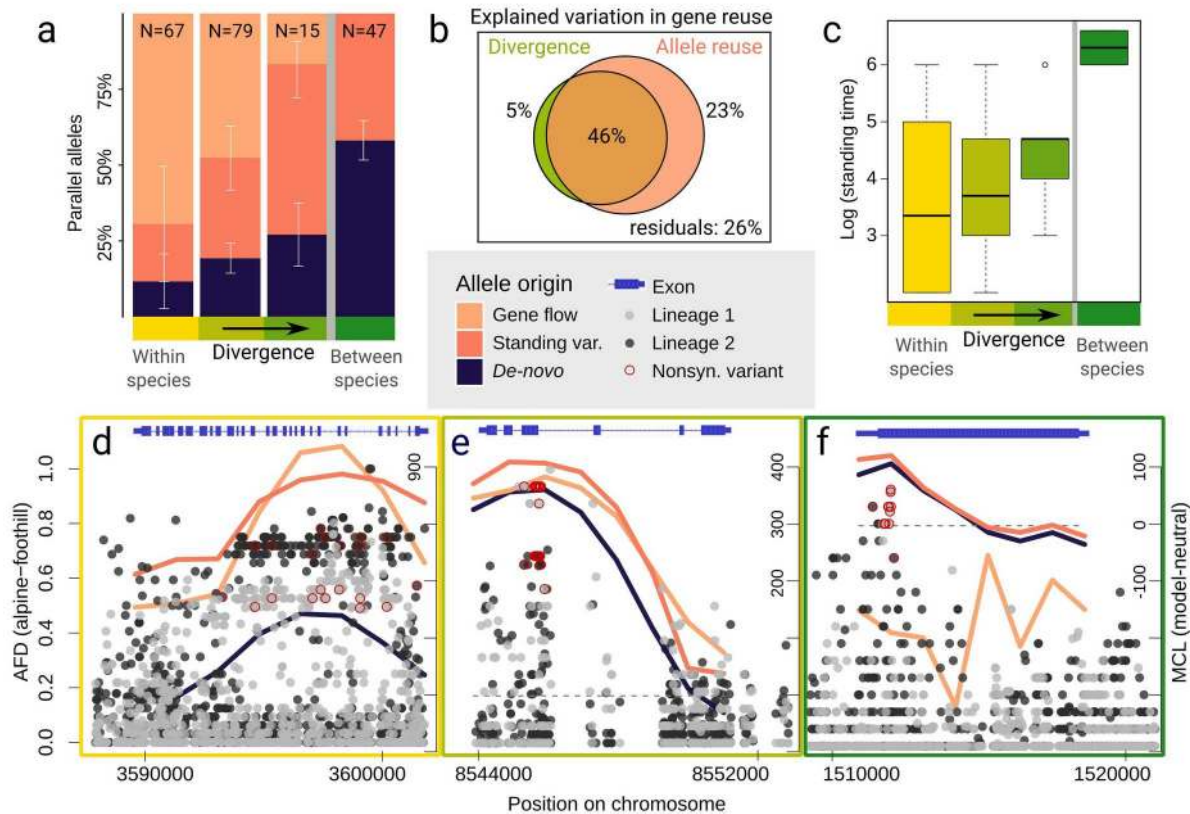 a
N=67
N=79
N=15
N=47
Parallel alleles
75%
50%
25%
Within
species
Divergence
Between
species
b
Explained variation in gene reuse
Divergence
Allele reuse
5%
46%
23%
residuals: 26%
Allele origin
Gene flow
Standing var.
De-novo
Exon
Lineage 1
Lineage 2
Nonsyn. variant
c
Log (standing time)
6
5
4
3
Within
species
Divergence
Between
species
d
AFD (alpine−foothill)
1.0
0.8
0.6
0.4
0.2
0.0
900
3590000
3600000
e
400
300
200
8544000
8552000
f
100
0
-100
MCL (model-neutral)
1510000
1520000
Position on chromosome